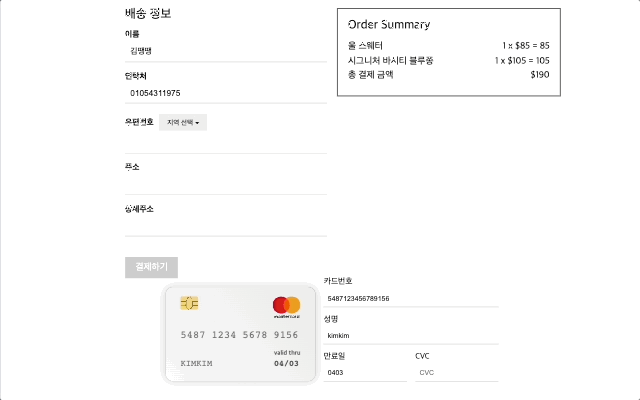 배송 정보
이름
김땡땡
연락처
01054311975
우편번호 지역 선택
주소
상세주소
결제하기
Order Summary
울 스웨터 1 x $85 = 85
시그니처 바시티 블루종 1 x $105 = 105
총 결제 금액 $190
mastercard
5487 1234 5678 9156
valid thru
KIMKIM 04/03
카드번호
5487123456789156
성명
kimkim
만료일 CVC
0403 CVC